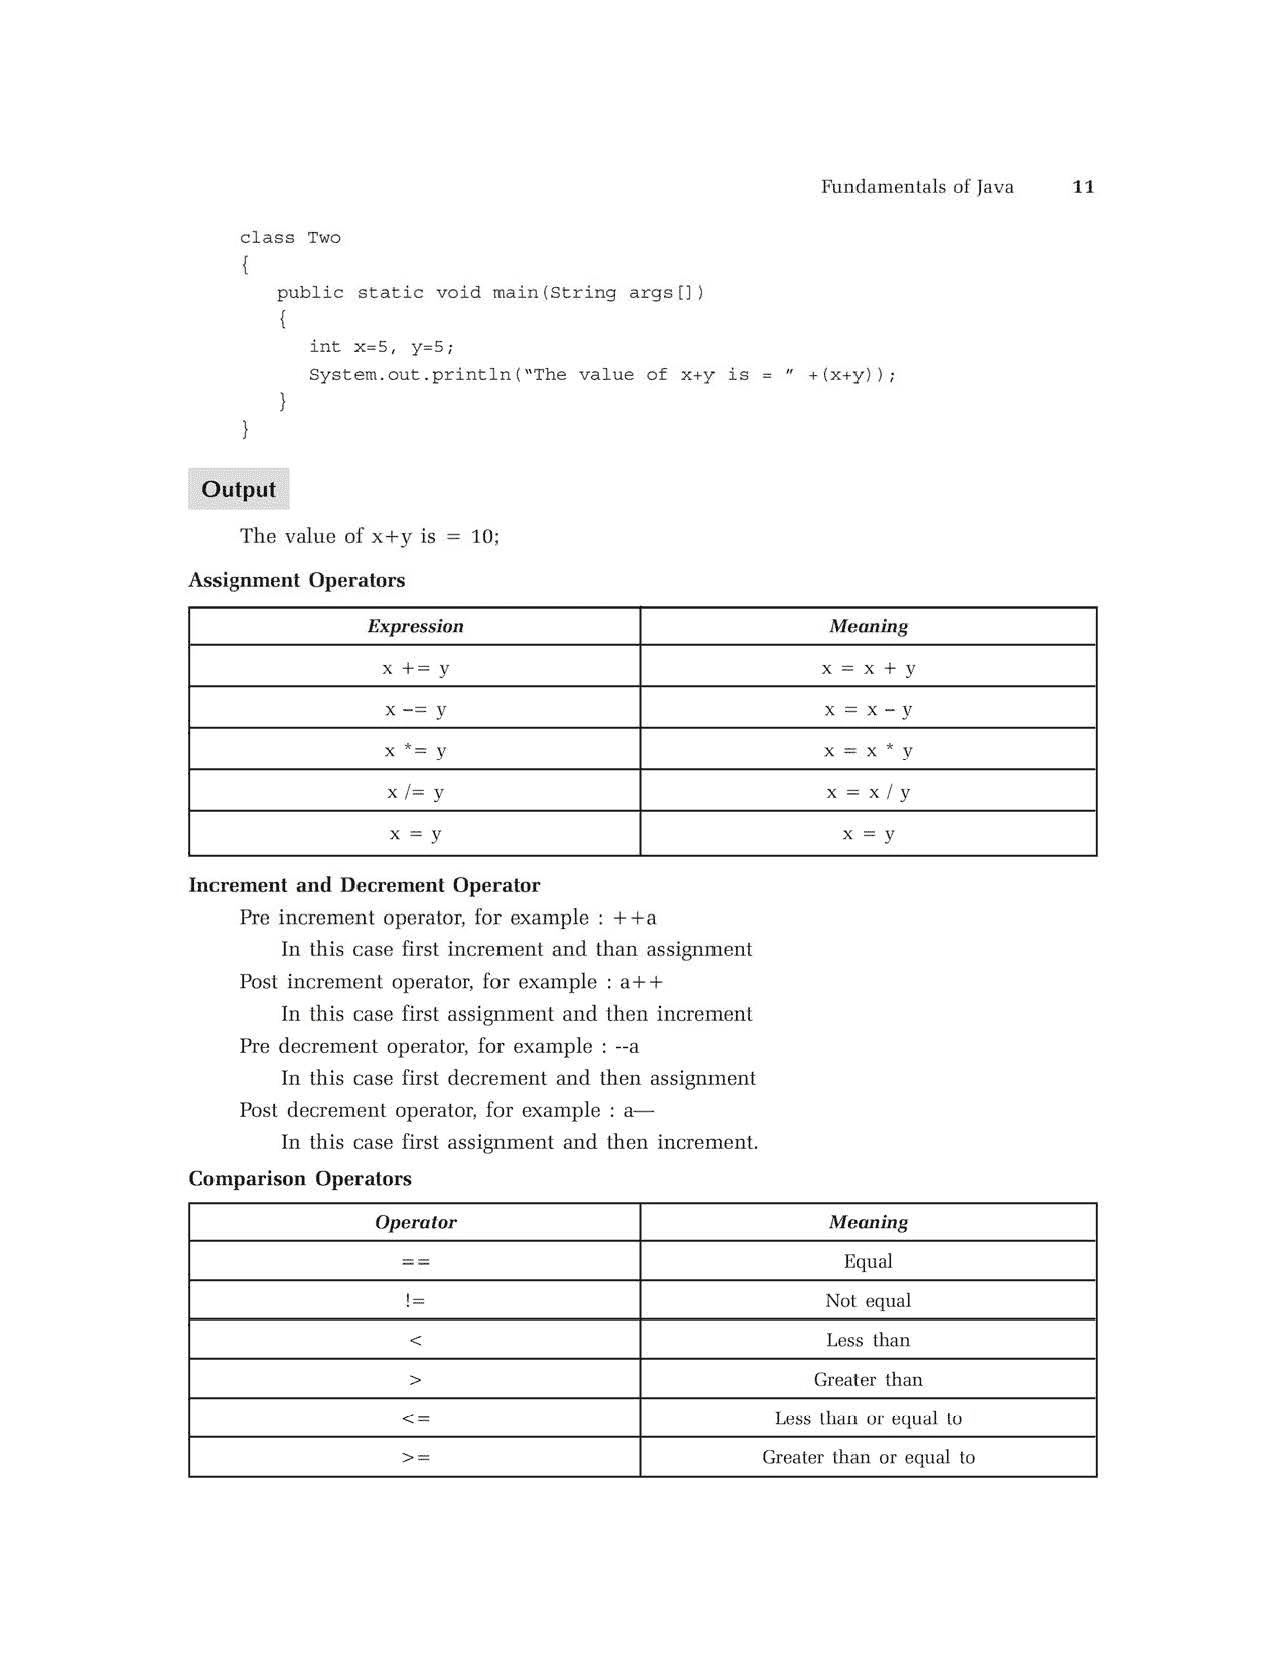 Fundamentals of Java 11
class Two
{
public static void main(String args[])
{
int x=5, y=5;
System.out.println(“The value of x+y is = ” +(x+y));
}
}
Output
The value of x+y is = 10;
Assignment Operators
Expression Meaning
x += y x = x + y
x –= y x = x – y
x *= y x = x * y
x /= y x = x / y
x = y x = y
Increment and Decrement Operator
Pre increment operator, for example : ++a
In this case first increment and than assignment
Post increment operator, for example : a++
In this case first assignment and then increment
Pre decrement operator, for example : --a
In this case first decrement and then assignment
Post decrement operator, for example : a—
In this case first assignment and then increment.
Comparison Operators
Operator Meaning
== Equal
!= Not equal
< Less than
> Greater than
<= Less than or equal to
>= Greater than or equal to